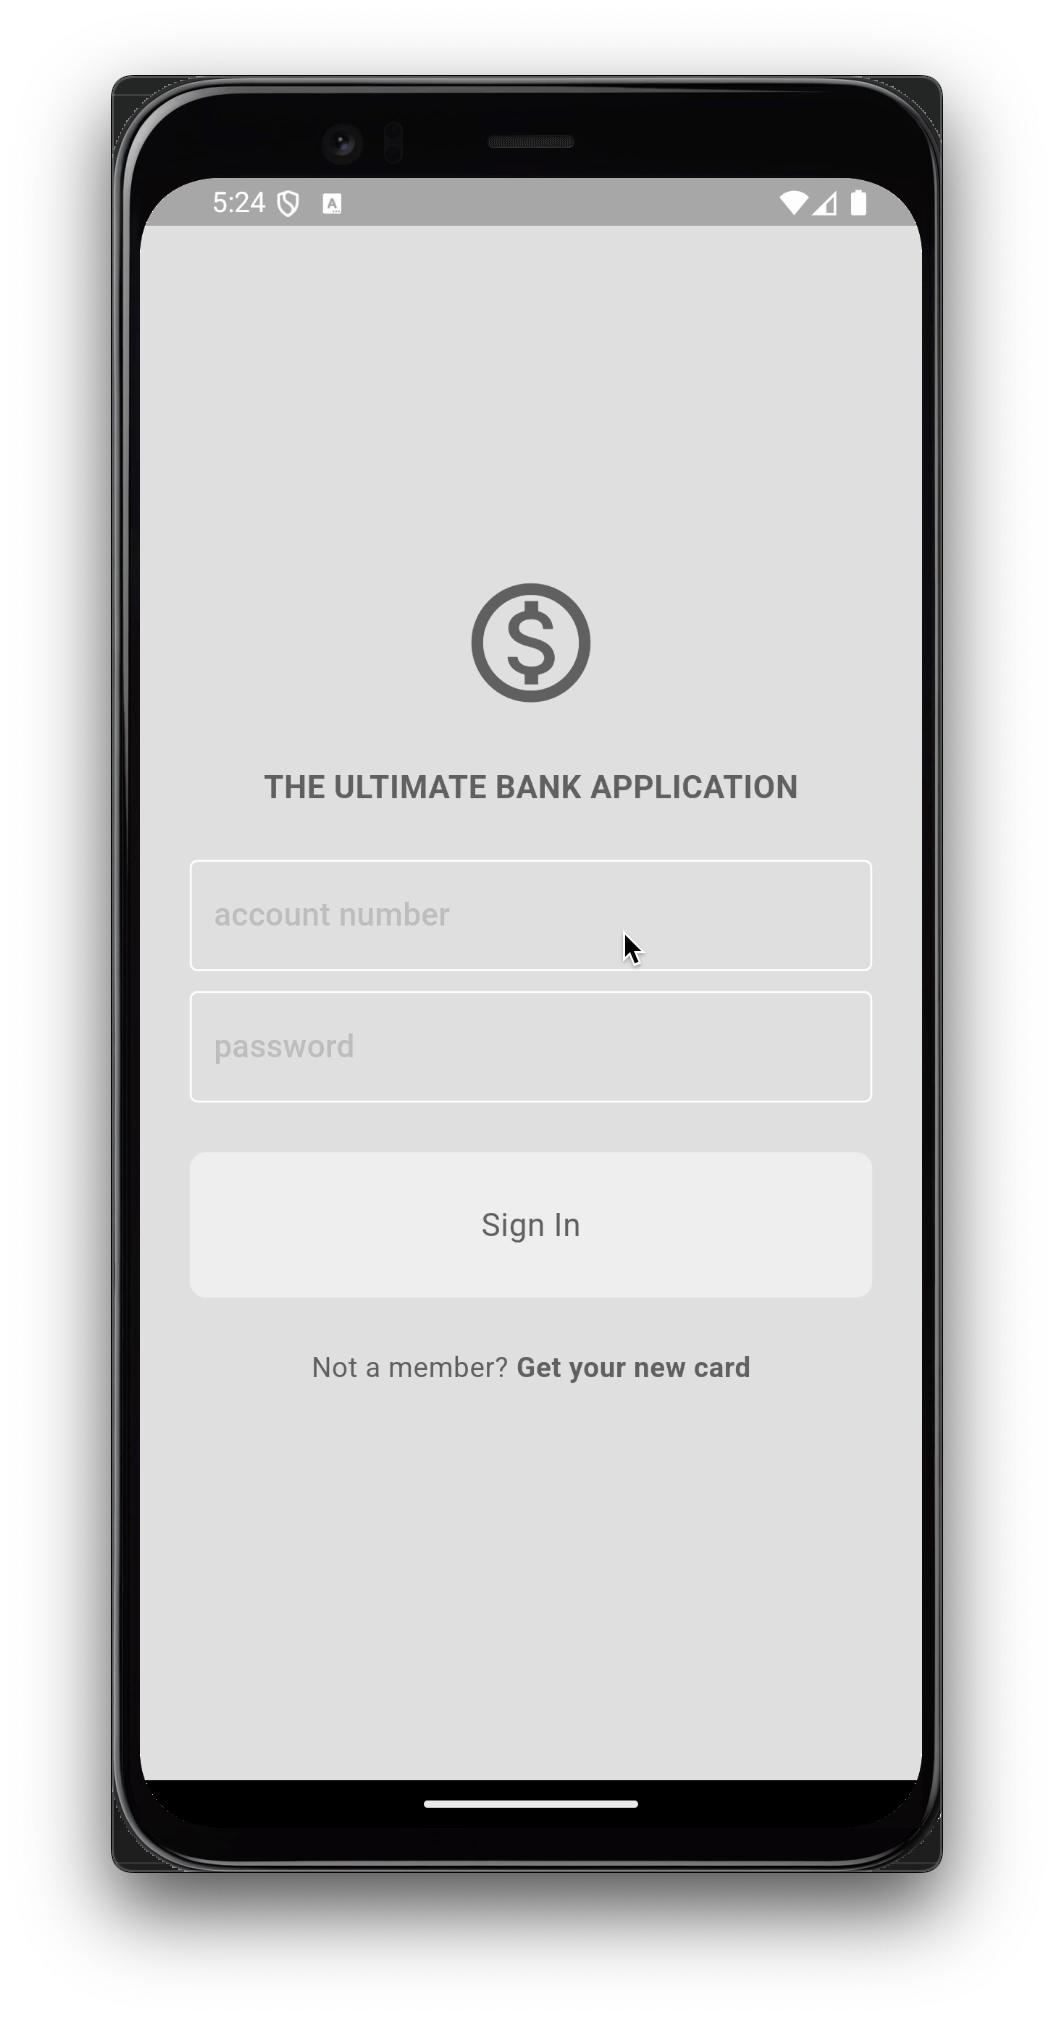 5:24
THE ULTIMATE BANK APPLICATION
account number
password
Sign In
Not a member? Get your new card